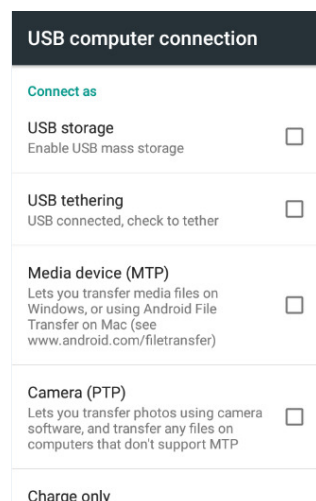 USB computer connection
Connect as
USB storage
Enable USB mass storage
USB tethering
USB connected, check to tether
Media device (MTP)
Lets you transfer media files on
Windows, or using Android File
Transfer on Mac (see
www.android.com/filetransfer)
Camera (PTP)
Lets you transfer photos using camera
software, and transfer any files on
computers that don't support MTP
Charge only